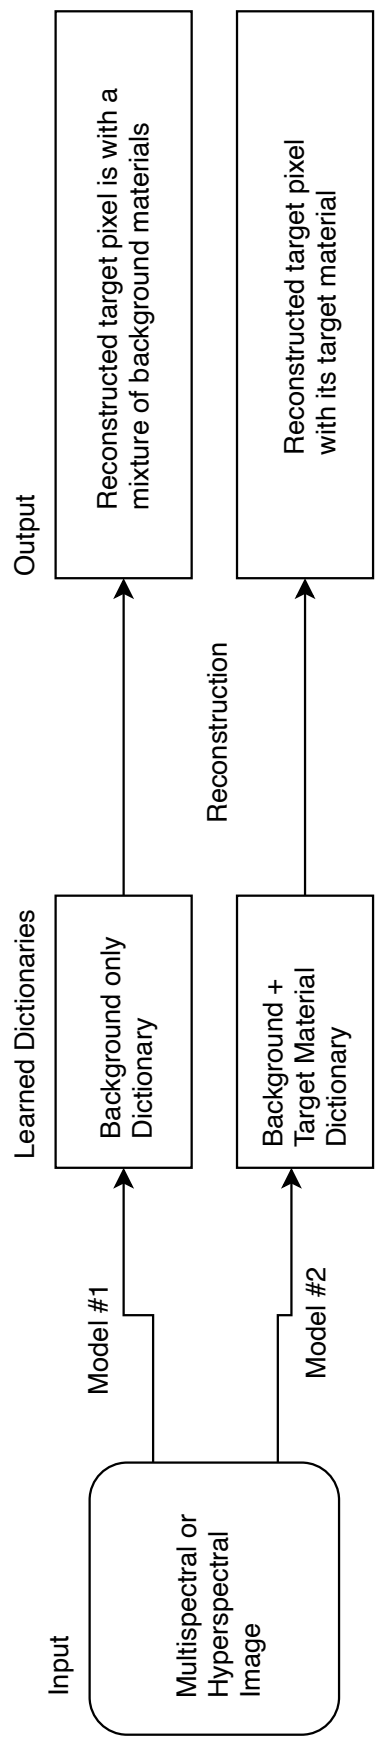 Input
Multispectral or
Hyperspectral
Image
Model #1
Model #2
Learned Dictionaries
Background only
Dictionary
Background +
Target Material
Dictionary
Reconstruction
Output
Reconstructed target pixel is with a
mixture of background materials
Reconstructed target pixel
with its target material